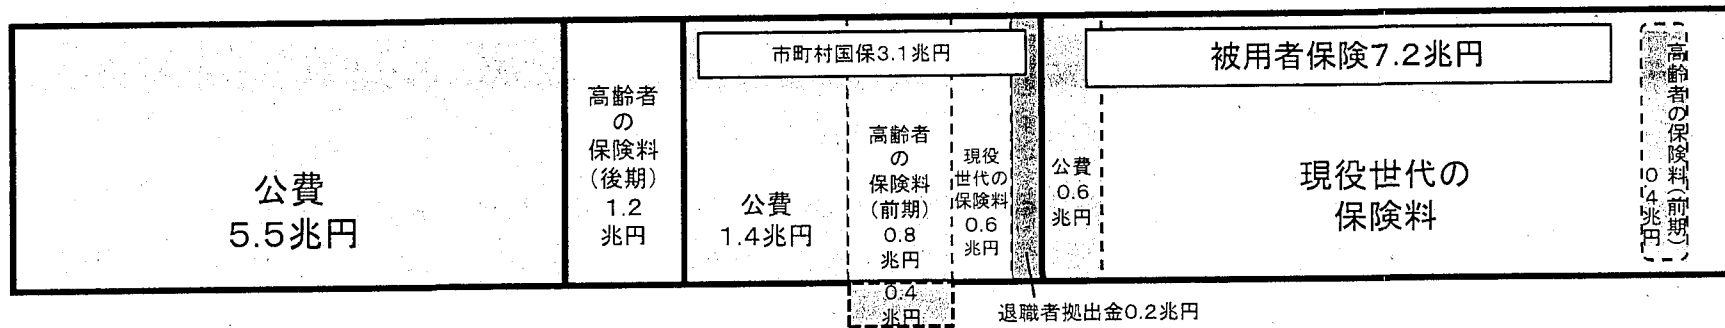 公費
5.5兆円
高齢者
の
保険料
（後期）
1.2
兆円
市町村国保3.1兆円
公費
1.4兆円
高齢者
の
保険料
（前期）
0.8
兆円
0.4
兆円
現役
世代の
保険料
0.6
兆円
退職者拠出金0.2兆円
公費
0.6
兆円
被用者保険7.2兆円
現役世代の
保険料
高齢者の保険料（前期）
0.4兆円